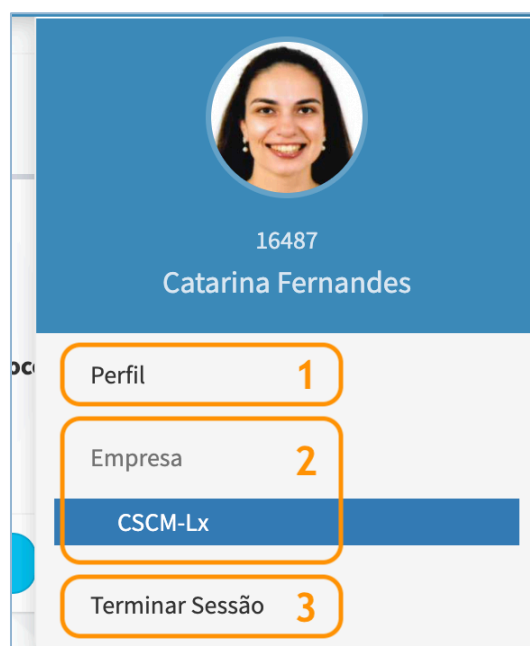 16487
Catarina Fernandes
Perfil 1
Empresa 2
CSCM-Lx
Terminar Sessão 3